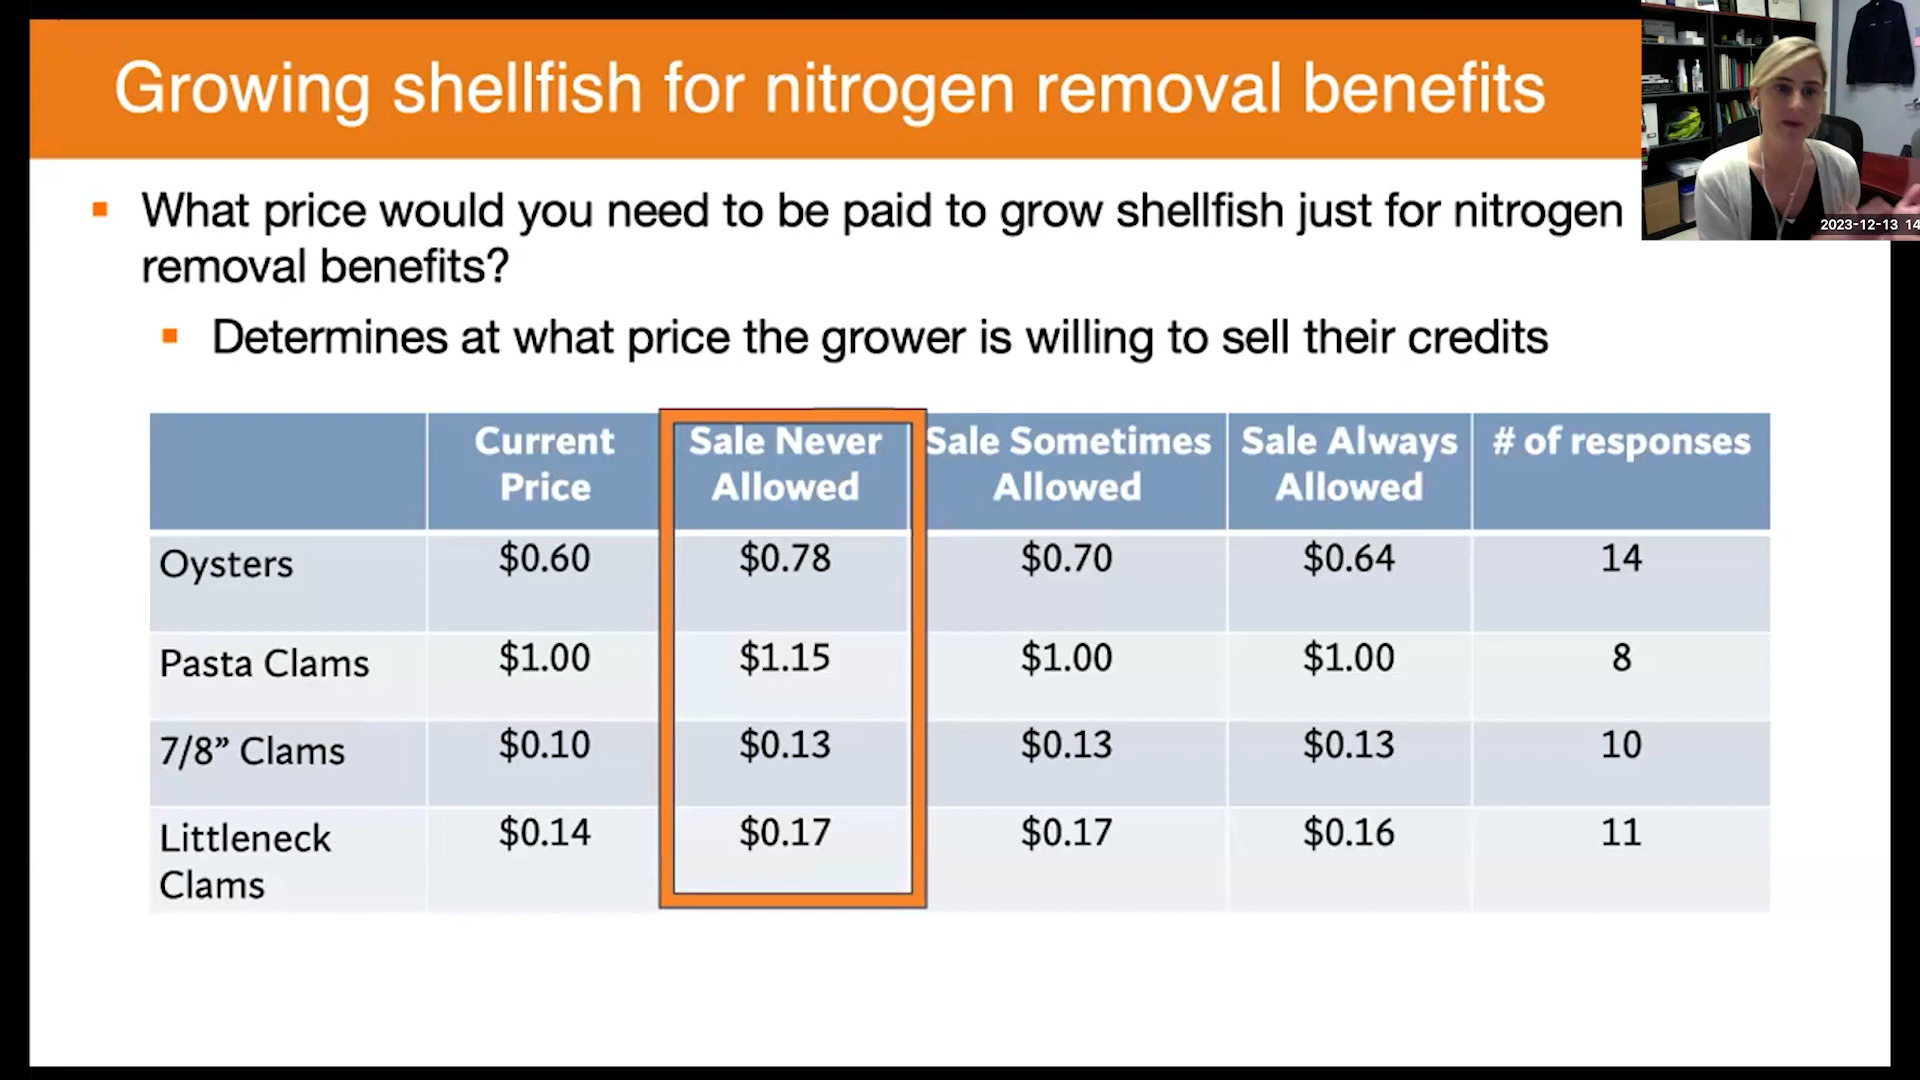 Growing shellfish for nitrogen removal benefits
2023-12-13 14
What price would you need to be paid to grow shellfish just for nitrogen
removal benefits?
Determines at what price the grower is willing to sell their credits
Current Price Sale Never Allowed Sale Sometimes Allowed Sale Always Allowed # of responses
Oysters $0.60 $0.78 $0.70 $0.64 14
Pasta Clams $1.00 $1.15 $1.00 $1.00 8
7/8” Clams $0.10 $0.13 $0.13 $0.13 10
Littleneck Clams $0.14 $0.17 $0.17 $0.16 11